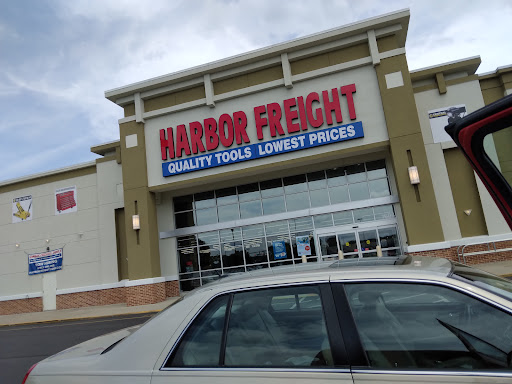 HARBOR FREIGHT
QUALITY TOOLS LOWEST PRICES